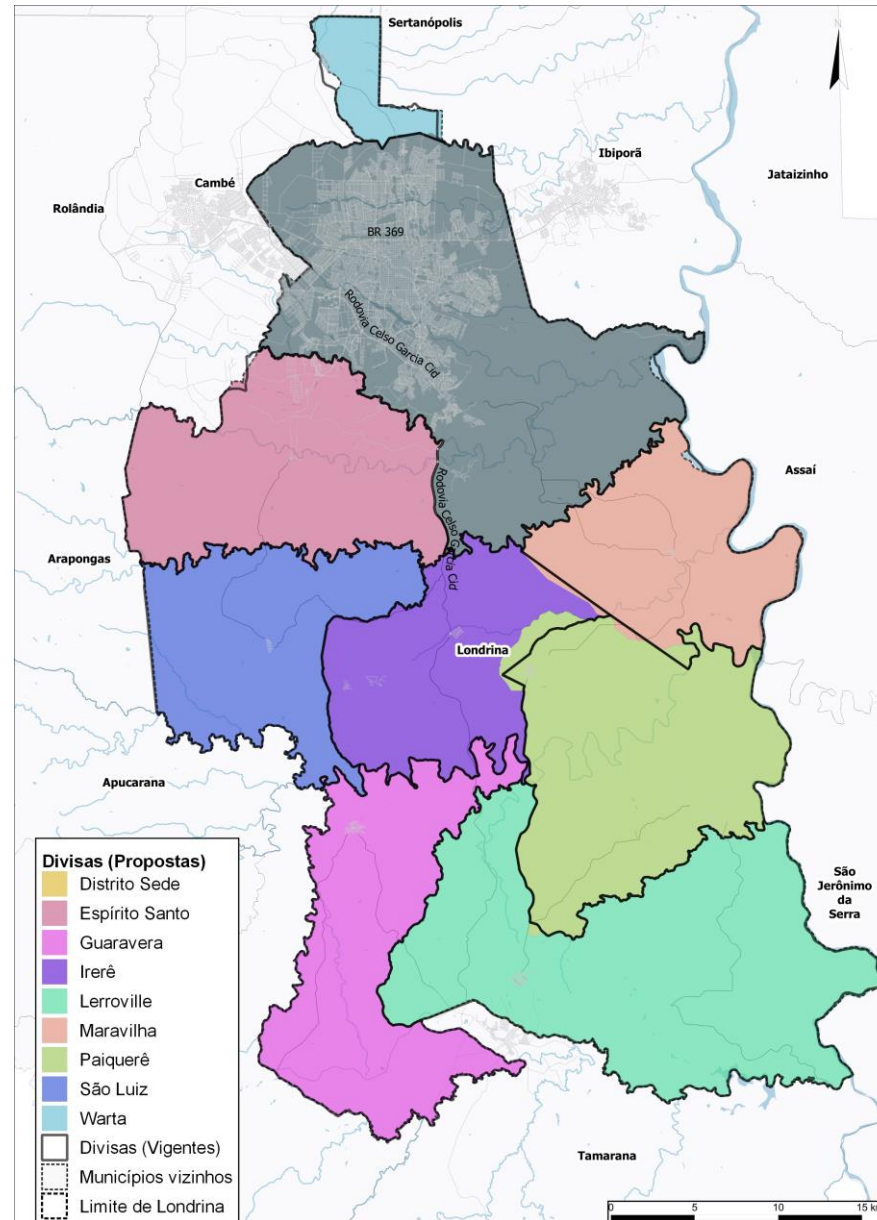 Sertanópolis
N
Ibiporã
Cambé
Jataizinho
Rolândia
BR 369
Rodovia Celso Garcia Cid
Assaí
Rodovia Celso Garcia Cid
Arapongas
Londrina
Apucarana
Divisas (Propostas)
Distrito Sede
Espírito Santo
Guaravera
Irerê
Lerroville
Maravilha
Paiquerê
São Luiz
Warta
Divisas (Vigentes)
Municípios vizinhos
Limite de Londrina
São
Jerônimo
da
Serra
Tamarana
0 5 10 15 km